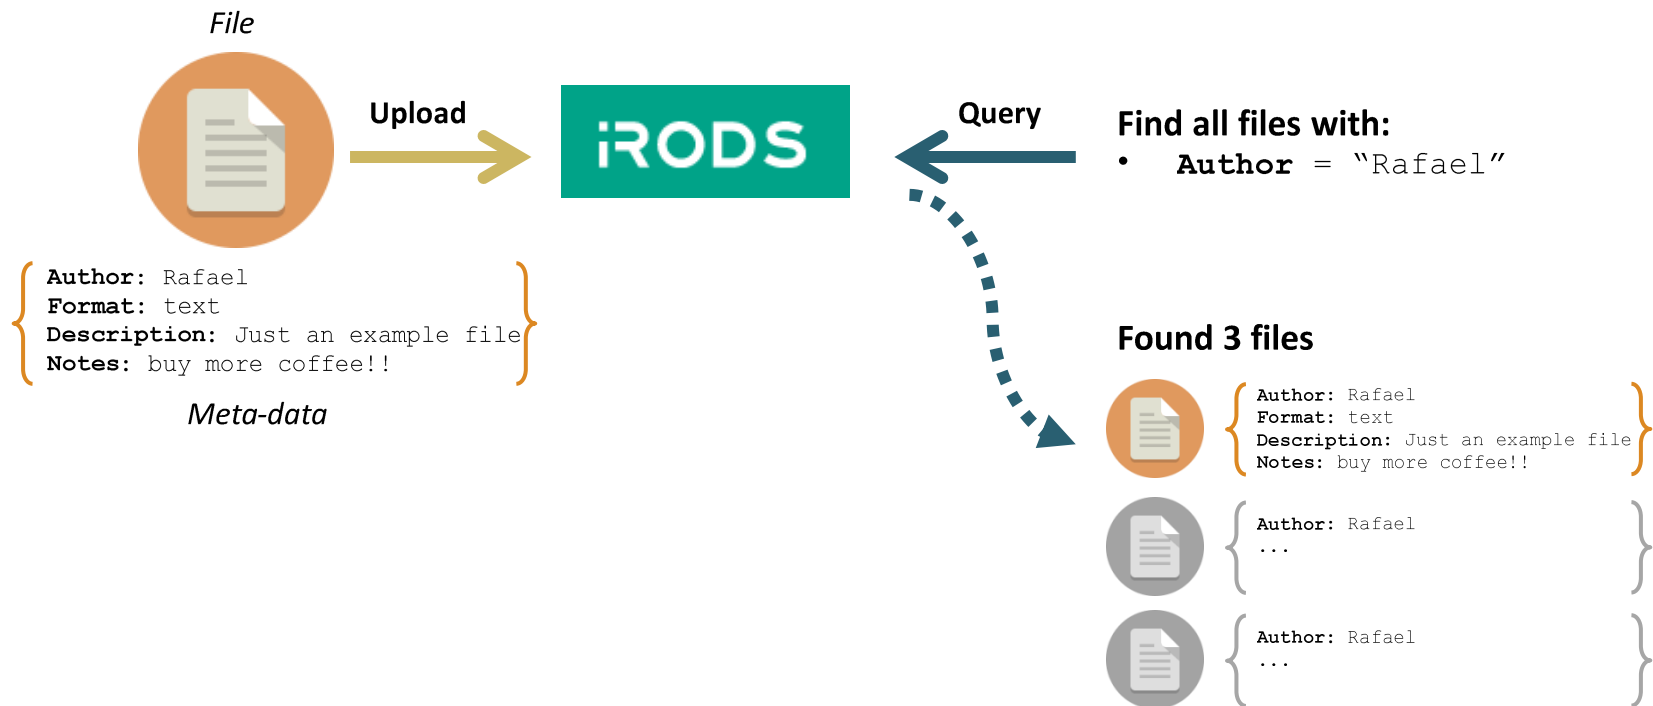 File
Upload
iRODS
Query
Find all files with:
• Author = “Rafael”
Author: Rafael
Format: text
Description: Just an example file
Notes: buy more coffee!!
Meta-data
Found 3 files
Author: Rafael
Format: text
Description: Just an example file
Notes: buy more coffee!!
Author: Rafael
...
Author: Rafael
...